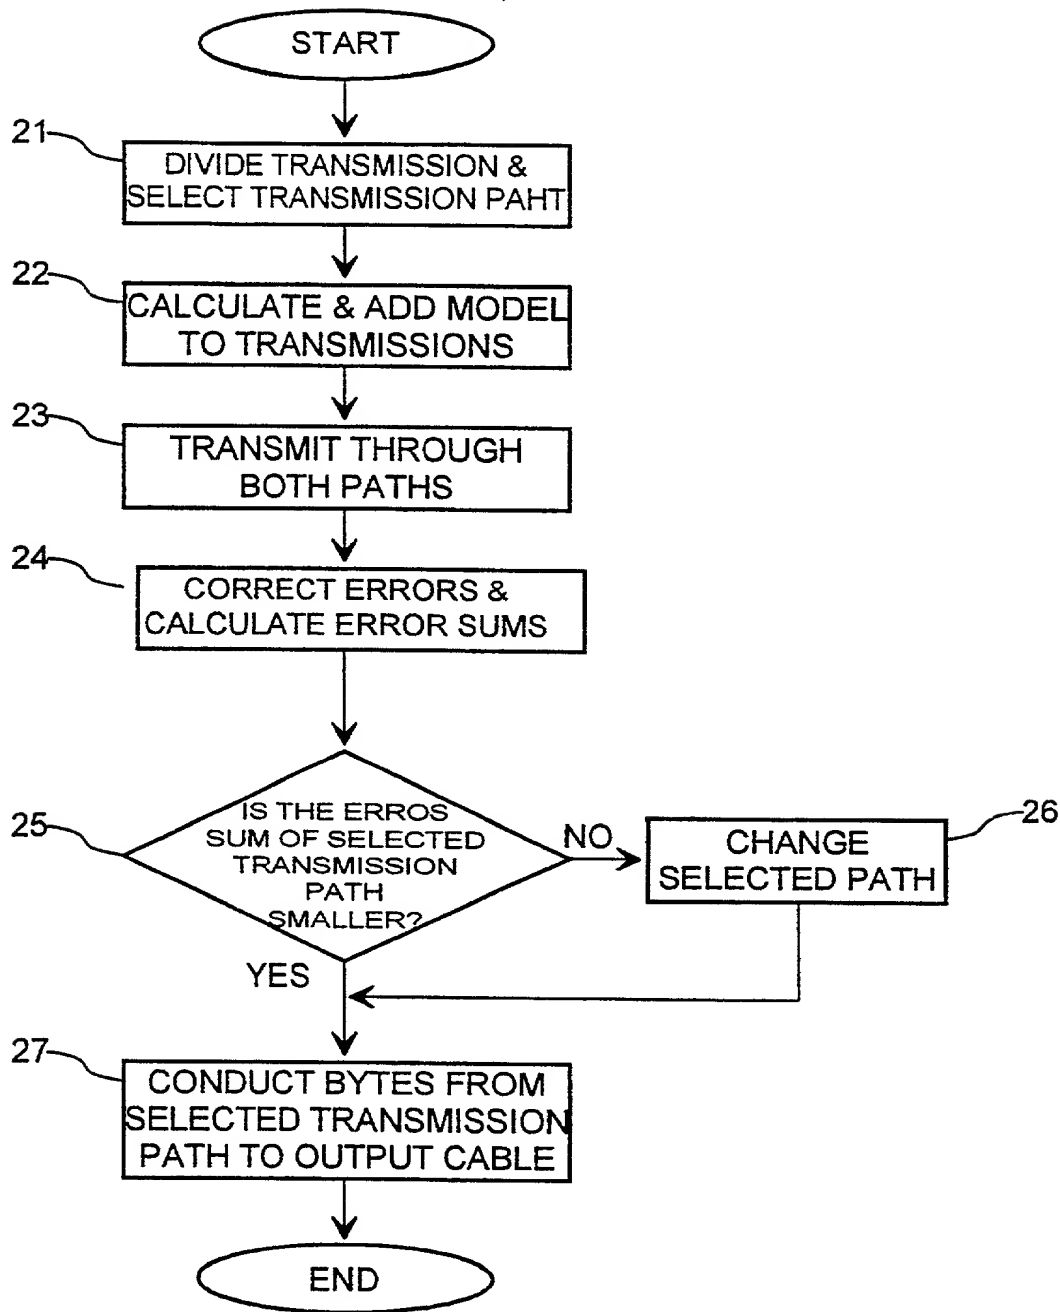 START
21
DIVIDE TRANSMISSION &
SELECT TRANSMISSION PAHT
22
CALCULATE & ADD MODEL
TO TRANSMISSIONS
23
TRANSMIT THROUGH
BOTH PATHS
24
CORRECT ERRORS &
CALCULATE ERROR SUMS
25
IS THE ERROS
SUM OF SELECTED
TRANSMISSION
PATH
SMALLER?
NO
26
CHANGE
SELECTED PATH
YES
27
CONDUCT BYTES FROM
SELECTED TRANSMISSION
PATH TO OUTPUT CABLE
END